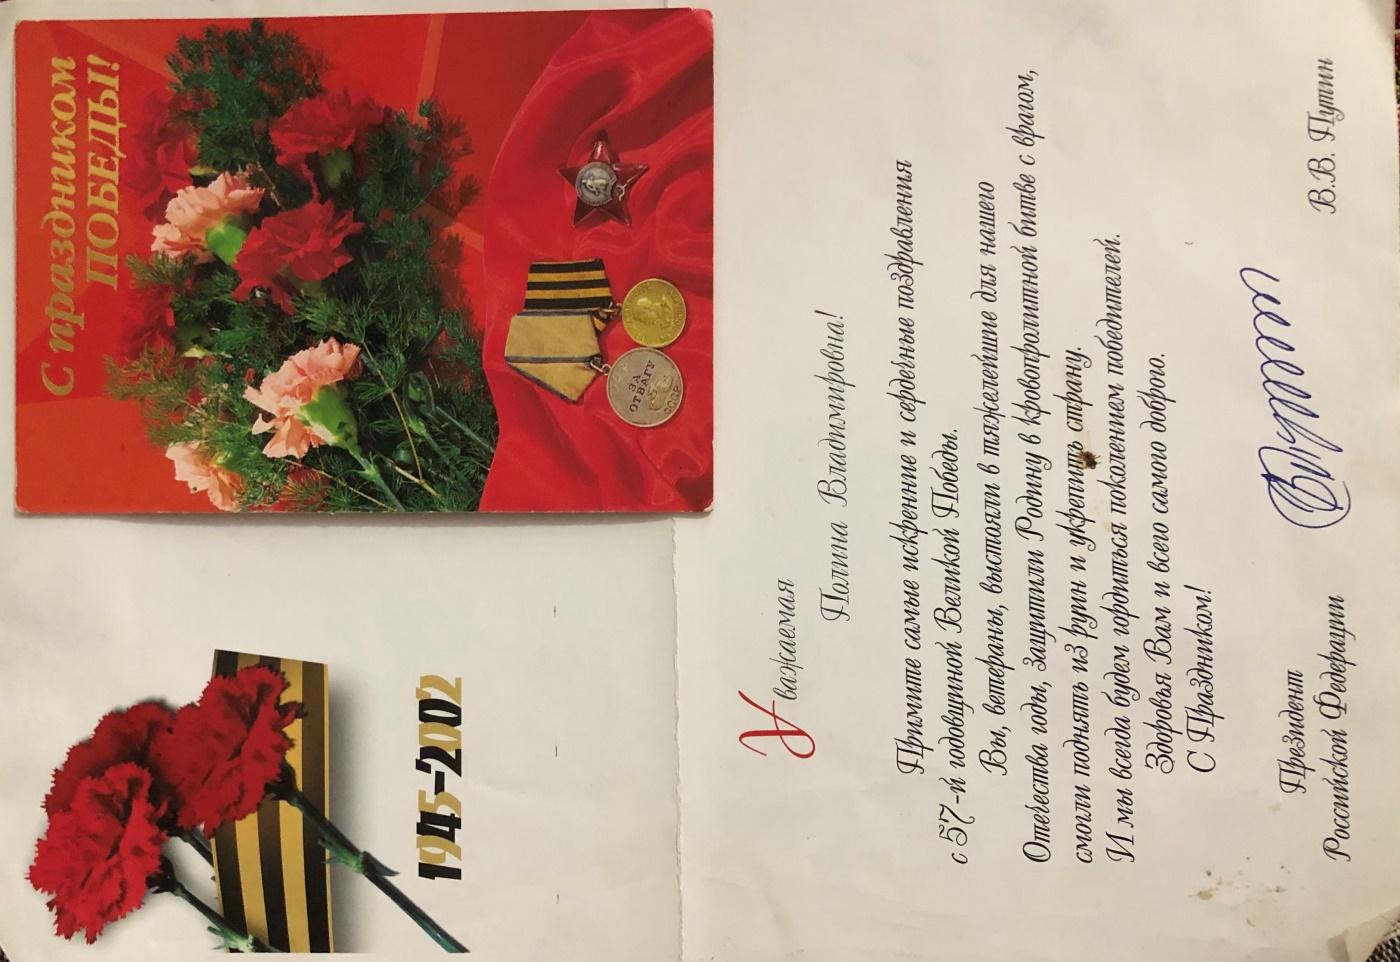 С праздником
ПОБЕДЫ!
ЗА
ОТВАГУ
СССР
1945-2002
Уважаемая
Полина Владимировна!
Примите самые искренние и сердечные поздравления
с 57-й годовщиной Великой Победы.
Вы, ветераны, выстояли в тяжелейшие для нашего
Отечества годы, защитили Родину в кровопролитной битве с врагом,
смогли поднять из руин и укрепить страну.
И мы всегда будем гордиться поколением победителей.
Здоровья Вам и всего самого доброго.
С Праздником!
Президент
Российской Федерации
В.В. Путин